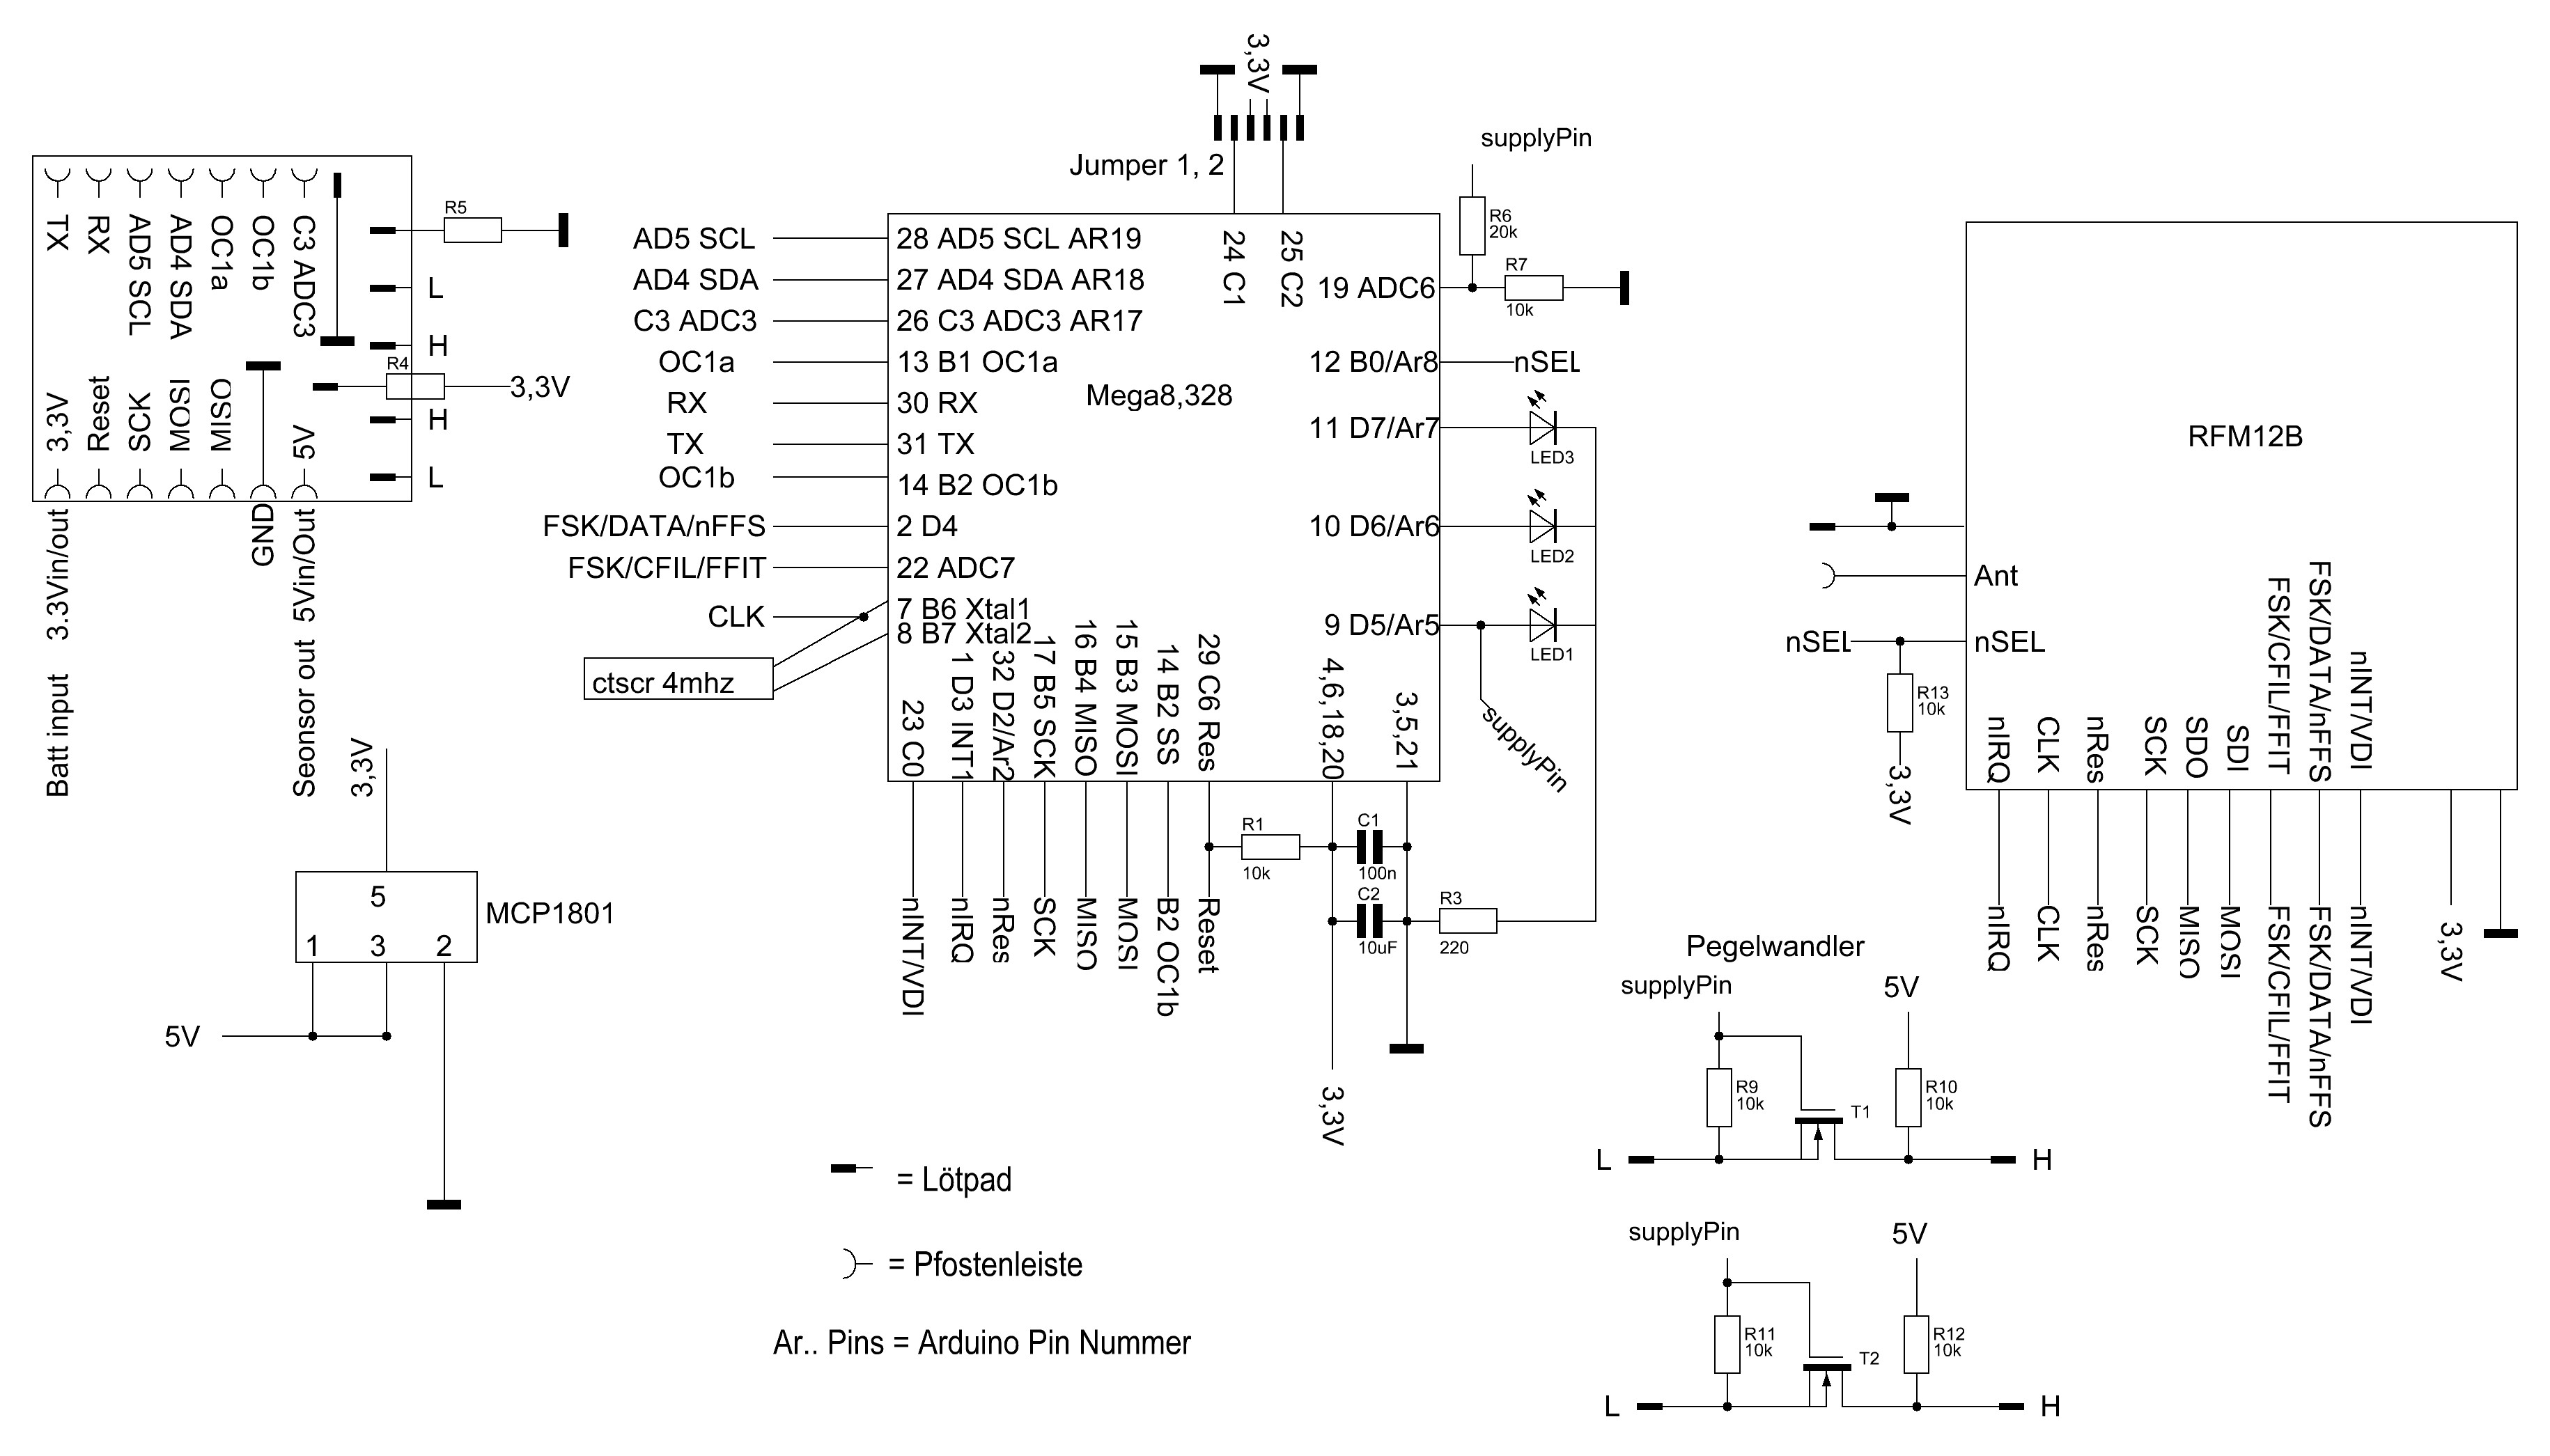 3,3V
Jumper 1, 2
supplyPin
R6
20k
R7
10k
TX
RX
AD5 SCL
AD4 SDA
OC1a
OC1b
C3 ADC3
R5
L
H
R4
3,3V
H
L
3,3V
Reset
SCK
MOSI
MISO
5V
GND
Batt input 3.3Vin/out
Seonsor out 5Vin/Out
AD5 SCL
AD4 SDA
C3 ADC3
OC1a
RX
TX
OC1b
FSK/DATA/nFFS
FSK/CFIL/FFIT
CLK
ctscr 4mhz
28 AD5 SCL AR19
27 AD4 SDA AR18
26 C3 ADC3 AR17
13 B1 OC1a
30 RX
31 TX
14 B2 OC1b
2 D4
22 ADC7
7 B6 Xtal1
8 B7 Xtal2
Mega8,328
24 C1
25 C2
19 ADC6
12 B0/Ar8
nSEL
11 D7/Ar7
LED3
10 D6/Ar6
LED2
9 D5/Ar5
LED1
supplyPin
23 C0
1 D3 INT1
32 D2/Ar2
17 B5 SCK
16 B4 MISO
15 B3 MOSI
14 B2 SS
29 C6 Res
4,6,18,20
3,5,21
nINT/VDI
nIRQ
nRes
SCK
MISO
MOSI
B2 OC1b
Reset
R1
10k
C1
100n
C2
10uF
R3
220
3,3V
3,3V
5
MCP1801
1 3 2
5V
RFM12B
Ant
nSEL
nSEL
R13
10k
3,3V
nIRQ
CLK
nRes
SCK
SDO
SDI
FSK/CFIL/FFIT
FSK/DATA/nFFS
nINT/VDI
nIRQ
CLK
nRes
SCK
MISO
MOSI
FSK/CFIL/FFIT
FSK/DATA/nFFS
nINT/VDI
3,3V
Pegelwandler
supplyPin
5V
R9
10k
T1
R10
10k
L
H
supplyPin
5V
R11
10k
T2
R12
10k
L
H
= Lötpad
= Pfostenleiste
Ar.. Pins = Arduino Pin Nummer